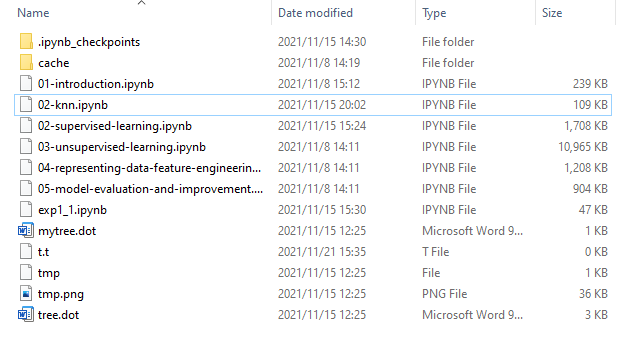 Name Date modified Type Size
.ipynb_checkpoints 2021/11/15 14:30 File folder
cache 2021/11/8 14:19 File folder
01-introduction.ipynb 2021/11/8 15:12 IPYNB File 239 KB
02-knn.ipynb 2021/11/15 20:02 IPYNB File 109 KB
02-supervised-learning.ipynb 2021/11/15 15:24 IPYNB File 1,708 KB
03-unsupervised-learning.ipynb 2021/11/8 14:11 IPYNB File 10,965 KB
04-representing-data-feature-engineerin... 2021/11/8 14:11 IPYNB File 1,208 KB
05-model-evaluation-and-improvement.... 2021/11/8 14:11 IPYNB File 904 KB
exp1_1.ipynb 2021/11/15 15:30 IPYNB File 47 KB
mytree.dot 2021/11/15 12:25 Microsoft Word 9... 1 KB
t.t 2021/11/21 15:35 T File 0 KB
tmp 2021/11/15 12:25 File 1 KB
tmp.png 2021/11/15 12:25 PNG File 36 KB
tree.dot 2021/11/15 12:25 Microsoft Word 9... 3 KB